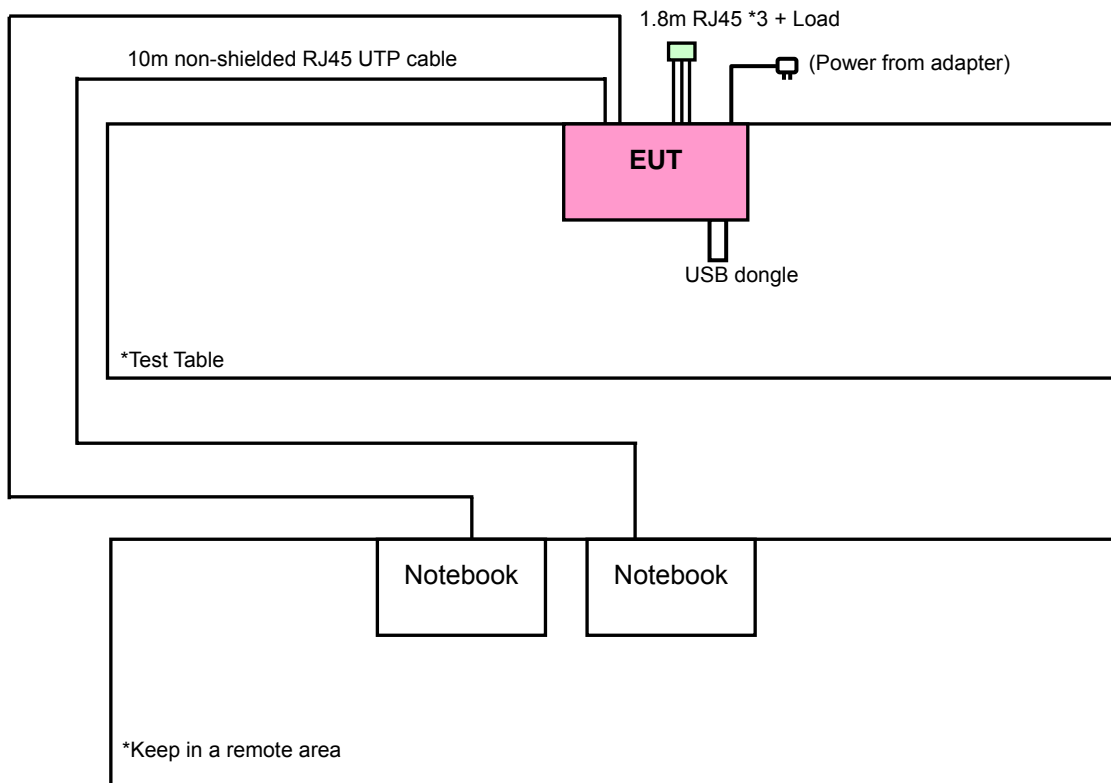 1.8m RJ45 *3 + Load
10m non-shielded RJ45 UTP cable
(Power from adapter)
EUT
USB dongle
*Test Table
Notebook
Notebook
*Keep in a remote area